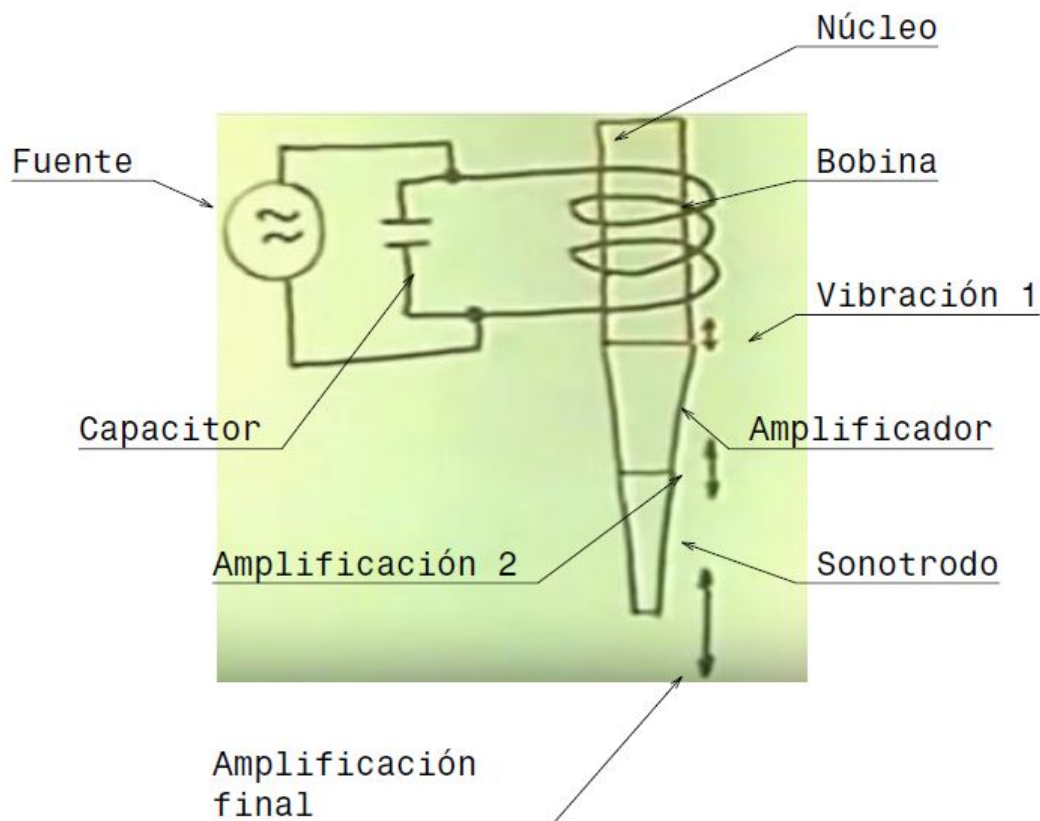 Núcleo
Fuente
Bobina
Vibración 1
Capacitor
Amplificador
Amplificación 2
Sonotrodo
Amplificación
final